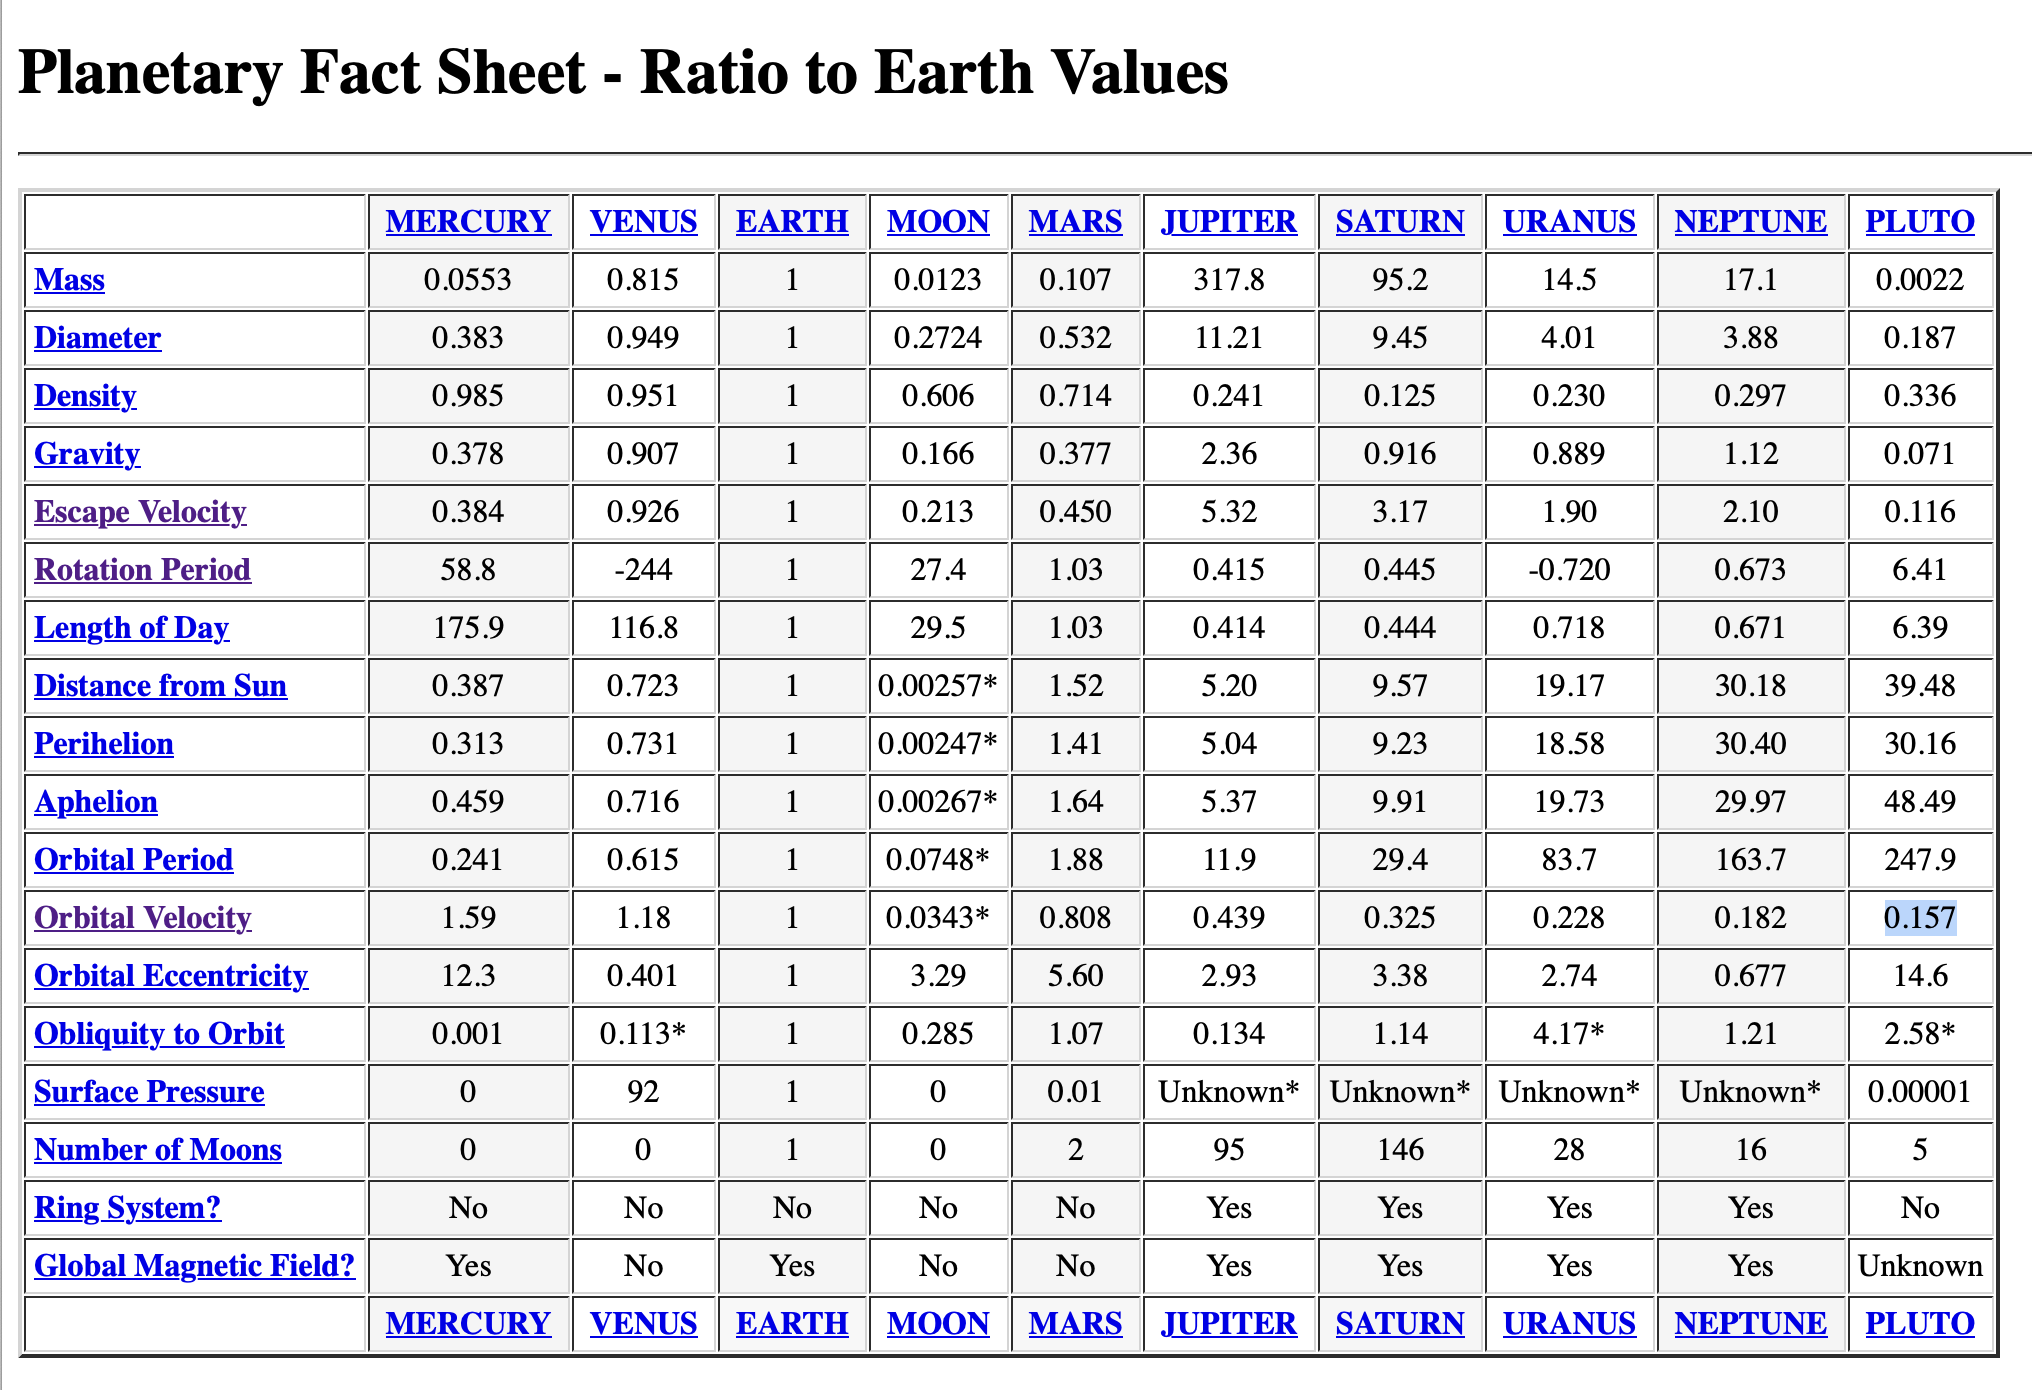 Planetary Fact Sheet - Ratio to Earth Values
MERCURY VENUS EARTH MOON MARS JUPITER SATURN URANUS NEPTUNE PLUTO
Mass 0.0553 0.815 1 0.0123 0.107 317.8 95.2 14.5 17.1 0.0022
Diameter 0.383 0.949 1 0.2724 0.532 11.21 9.45 4.01 3.88 0.187
Density 0.985 0.951 1 0.606 0.714 0.241 0.125 0.230 0.297 0.336
Gravity 0.378 0.907 1 0.166 0.377 2.36 0.916 0.889 1.12 0.071
Escape Velocity 0.384 0.926 1 0.213 0.450 5.32 3.17 1.90 2.10 0.116
Rotation Period 58.8 -244 1 27.4 1.03 0.415 0.445 -0.720 0.673 6.41
Length of Day 175.9 116.8 1 29.5 1.03 0.414 0.444 0.718 0.671 6.39
Distance from Sun 0.387 0.723 1 0.00257* 1.52 5.20 9.57 19.17 30.18 39.48
Perihelion 0.313 0.731 1 0.00247* 1.41 5.04 9.23 18.58 30.40 30.16
Aphelion 0.459 0.716 1 0.00267* 1.64 5.37 9.91 19.73 29.97 48.49
Orbital Period 0.241 0.615 1 0.0748* 1.88 11.9 29.4 83.7 163.7 247.9
Orbital Velocity 1.59 1.18 1 0.0343* 0.808 0.439 0.325 0.228 0.182 0.157
Orbital Eccentricity 12.3 0.401 1 3.29 5.60 2.93 3.38 2.74 0.677 14.6
Obliquity to Orbit 0.001 0.113* 1 0.285 1.07 0.134 1.14 4.17* 1.21 2.58*
Surface Pressure 0 92 1 0 0.01 Unknown* Unknown* Unknown* Unknown* 0.00001
Number of Moons 0 0 1 0 2 95 146 28 16 5
Ring System? No No No No No Yes Yes Yes Yes No
Global Magnetic Field? Yes No Yes No No Yes Yes Yes Yes Unknown
MERCURY VENUS EARTH MOON MARS JUPITER SATURN URANUS NEPTUNE PLUTO